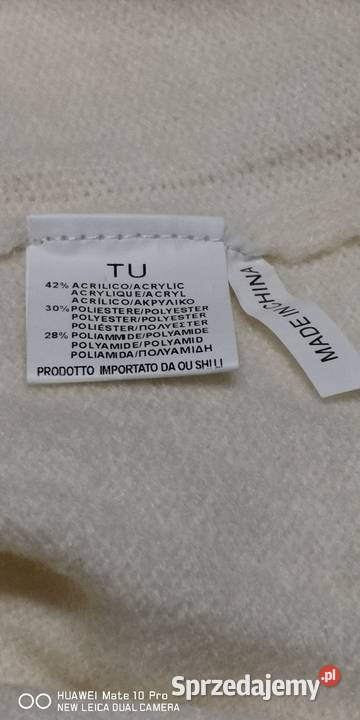 TU
42% ACRILICO/ACRYLIC
ACRYLIQUE/ACRYL
ACRÍLICO/ΑΚΡΥΛΙΚΟ
30% POLIESTERE/POLYESTER
POLYESTER/POLYESTER
POLIÉSTER/ΠΟΛΥΕΣΤΕΡ
28% POLIAMMIDE/POLYAMIDE
POLYAMIDE/POLYAMID
POLIAMIDA/ΠΟΛΥΑΜΙΔΗ
PRODOTTO IMPORTATO DA OU SHI LI
MADE IN CHINA
HUAWEI Mate 10 Pro
NEW LEICA DUAL CAMERA
Sprzedajemy.pl